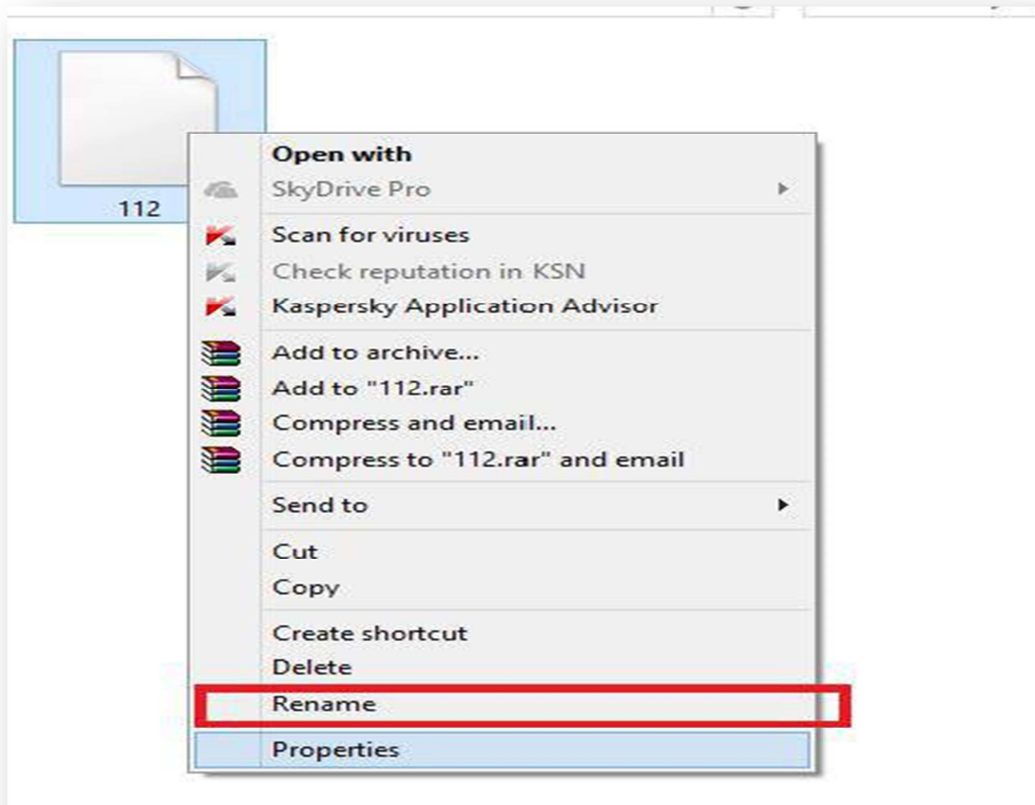 112
Open with
SkyDrive Pro
Scan for viruses
Check reputation in KSN
Kaspersky Application Advisor
Add to archive...
Add to "112.rar"
Compress and email...
Compress to "112.rar" and email
Send to
Cut
Copy
Create shortcut
Delete
Rename
Properties